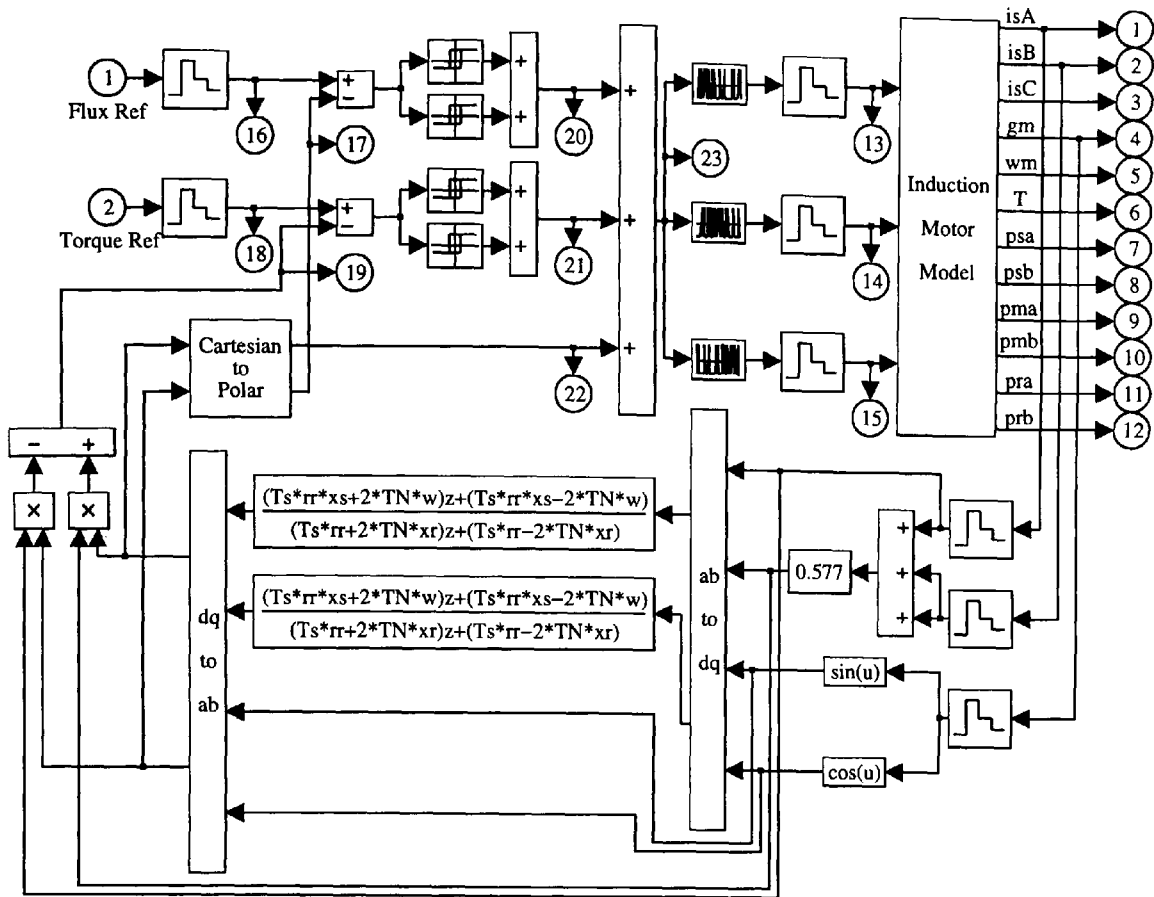 1
Flux Ref
+
−
16
17
+
+
20
2
Torque Ref
+
−
18
19
+
+
21
Cartesian
to
Polar
22
+
+
+
23
13
14
15
Induction
Motor
Model
isA
1
isB
2
isC
3
gm
4
wm
5
T
6
psa
7
psb
8
pma
9
pmb
10
pra
11
prb
12
− +
×
×
dq
to
ab
(Ts*rr*xs+2*TN*w)z+(Ts*rr*xs−2*TN*w)
(Ts*rr+2*TN*xr)z+(Ts*rr−2*TN*xr)
(Ts*rr*xs+2*TN*w)z+(Ts*rr*xs−2*TN*w)
(Ts*rr+2*TN*xr)z+(Ts*rr−2*TN*xr)
ab
to
dq
0.577
+
+
+
sin(u)
cos(u)